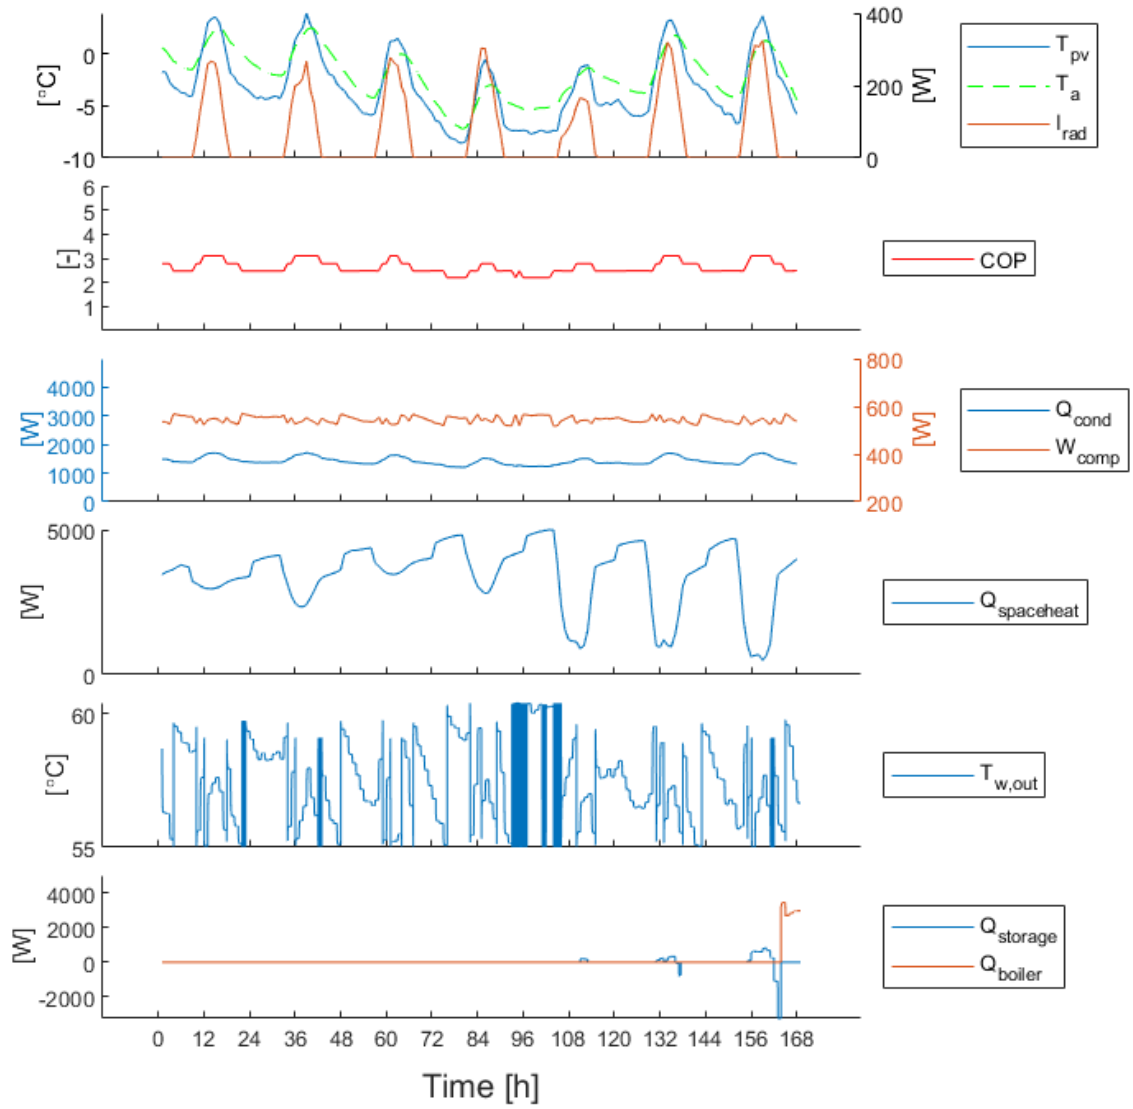 [°C]
0
-5
-10
400
200
0
[W]
T_pv
T_a
I_rad
[-]
6
5
4
3
2
1
COP
[W]
4000
3000
2000
1000
0
800
600
400
200
[W]
Q_cond
W_comp
[W]
5000
0
Q_spaceheat
[°C]
60
55
T_w,out
[W]
4000
2000
0
-2000
Q_storage
Q_boiler
0 12 24 36 48 60 72 84 96 108 120 132 144 156 168
Time [h]